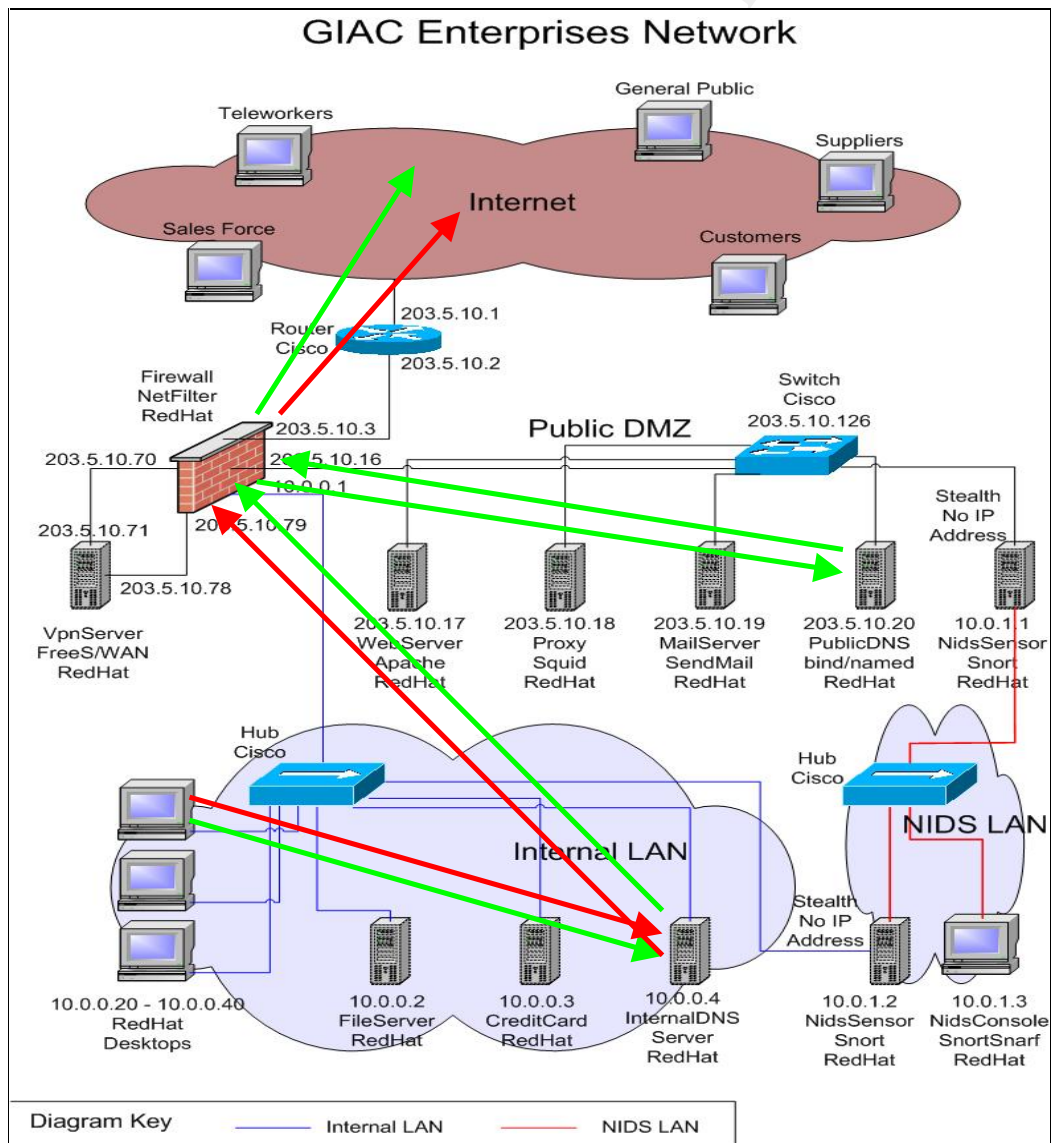 GIAC Enterprises Network
General Public
Teleworkers
Suppliers
Internet
Sales Force
Customers
203.5.10.1
Router
Cisco
203.5.10.2
Firewall
NetFilter
RedHat
Switch
Cisco
203.5.10.126
203.5.10.3
Public DMZ
203.5.10.70
203.5.10.16
10.0.0.1
Stealth
No IP
Address
203.5.10.71
203.5.10.79
203.5.10.78
VpnServer
FreeS/WAN
RedHat
203.5.10.17
WebServer
Apache
RedHat
203.5.10.18
Proxy
Squid
RedHat
203.5.10.19
MailServer
SendMail
RedHat
203.5.10.20
PublicDNS
bind/named
RedHat
10.0.1.1
NidsSensor
Snort
RedHat
Hub
Cisco
Hub
Cisco
NIDS LAN
Internal LAN
Stealth
No IP
Address
10.0.0.20 - 10.0.0.40
RedHat
Desktops
10.0.0.2
FileServer
RedHat
10.0.0.3
CreditCard
RedHat
10.0.0.4
InternalDNS
Server
RedHat
10.0.1.2
NidsSensor
Snort
RedHat
10.0.1.3
NidsConsole
SnortSnarf
RedHat
Diagram Key
Internal LAN
NIDS LAN